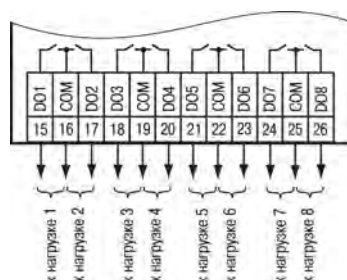 DO1 COM DO2 DO3 COM DO4 DO5 COM DO6 DO7 COM DO8
15 16 17 18 19 20 21 22 23 24 25 26
к нагрузке 1
к нагрузке 2
к нагрузке 3
к нагрузке 4
к нагрузке 5
к нагрузке 6
к нагрузке 7
к нагрузке 8